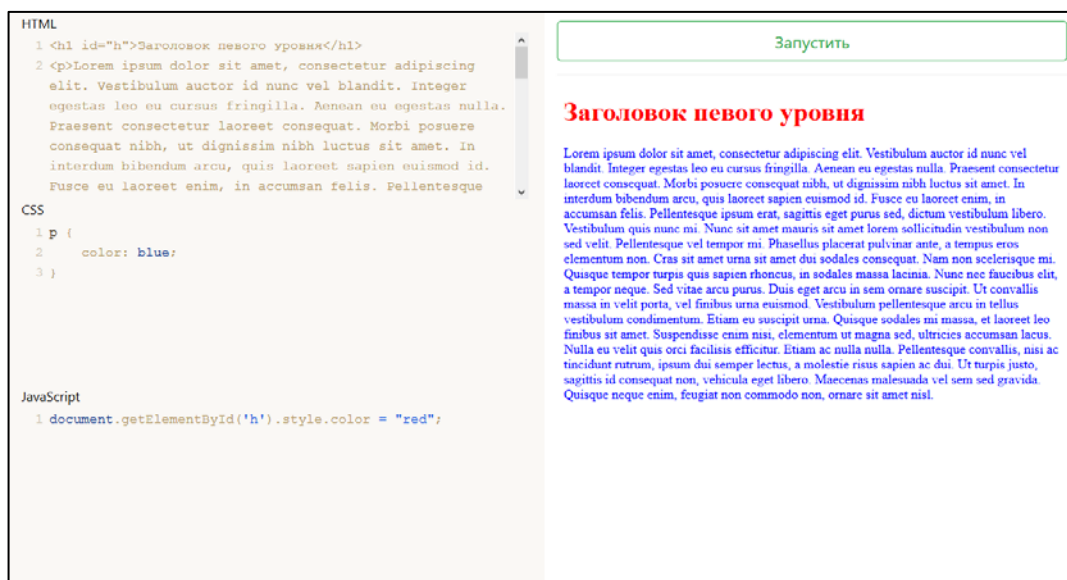 HTML
1 <h1 id="h">Заголовок певого уровня</h1>
2 <p>Lorem ipsum dolor sit amet, consectetur adipiscing
elit. Vestibulum auctor id nunc vel blandit. Integer
egestas leo eu cursus fringilla. Aenean eu egestas nulla.
Praesent consectetur laoreet consequat. Morbi posuere
consequat nibh, ut dignissim nibh luctus sit amet. In
interdum bibendum arcu, quis laoreet sapien euismod id.
Fusce eu laoreet enim, in accumsan felis. Pellentesque
CSS
1 p {
2 color: blue;
3 }
JavaScript
1 document.getElementById('h').style.color = "red";
Запустить
Заголовок певого уровня
Lorem ipsum dolor sit amet, consectetur adipiscing elit. Vestibulum auctor id nunc vel
blandit. Integer egestas leo eu cursus fringilla. Aenean eu egestas nulla. Praesent consectetur
laoreet consequat. Morbi posuere consequat nibh, ut dignissim nibh luctus sit amet. In
interdum bibendum arcu, quis laoreet sapien euismod id. Fusce eu laoreet enim, in
accumsan felis. Pellentesque ipsum erat, sagittis eget purus sed, dictum vestibulum libero.
Vestibulum quis nunc mi. Nunc sit amet mauris sit amet lorem sollicitudin vestibulum non
sed velit. Pellentesque vel tempor mi. Phasellus placerat pulvinar ante, a tempus eros
elementum non. Cras sit amet urna sit amet dui sodales consequat. Nam non scelerisque mi.
Quisque tempor turpis quis sapien rhoncus, in sodales massa lacinia. Nunc nec faucibus elit,
a tempor neque. Sed vitae arcu purus. Duis eget arcu in sem ornare suscipit. Ut convallis
massa in velit porta, vel finibus urna euismod. Vestibulum pellentesque arcu in tellus
vestibulum condimentum. Etiam eu suscipit urna. Quisque sodales mi massa, et laoreet leo
finibus sit amet. Suspendisse enim nisi, elementum ut magna sed, ultricies accumsan lacus.
Nulla eu velit quis orci facilisis efficitur. Etiam ac nulla nulla. Pellentesque convallis, nisi ac
tincidunt rutrum, ipsum dui semper lectus, a molestie risus sapien ac dui. Ut turpis justo,
sagittis id consequat non, vehicula eget libero. Maecenas malesuada vel sem sed gravida.
Quisque neque enim, feugiat non commodo non, ornare sit amet nisl.